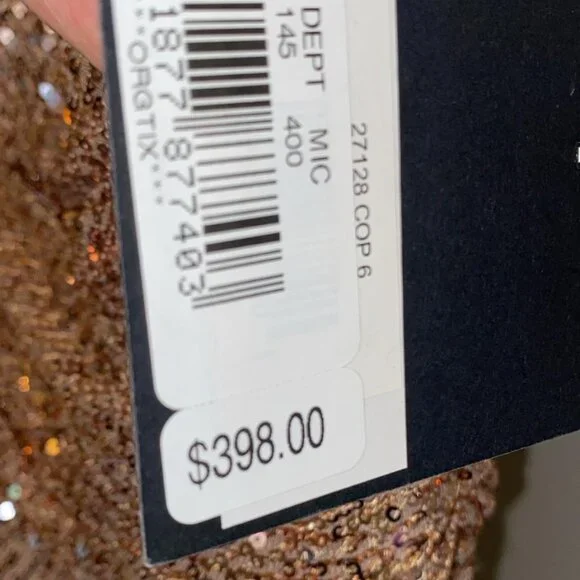 DEPT MIC
145 400
1877 877403
**ORGTIX***
27128 COP 6
$398.00